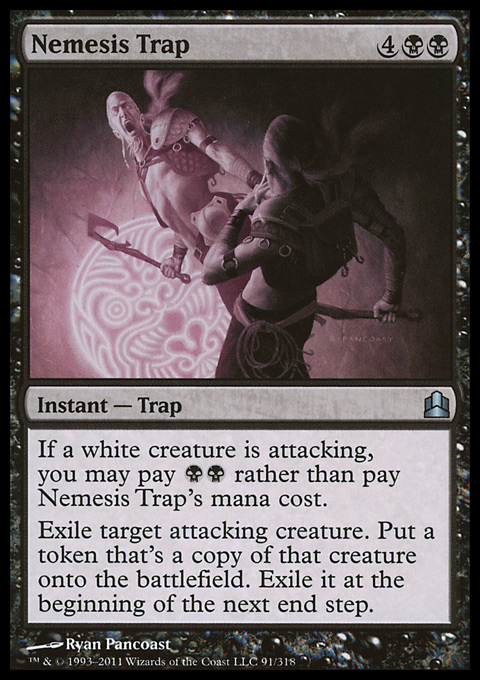 Nemesis Trap 4
RYPANCOAST
Instant — Trap
If a white creature is attacking,
you may pay rather than pay
Nemesis Trap's mana cost.
Exile target attacking creature. Put a
token that's a copy of that creature
onto the battlefield. Exile it at the
beginning of the next end step.
Ryan Pancoast
™ & © 1993–2011 Wizards of the Coast LLC 91/318